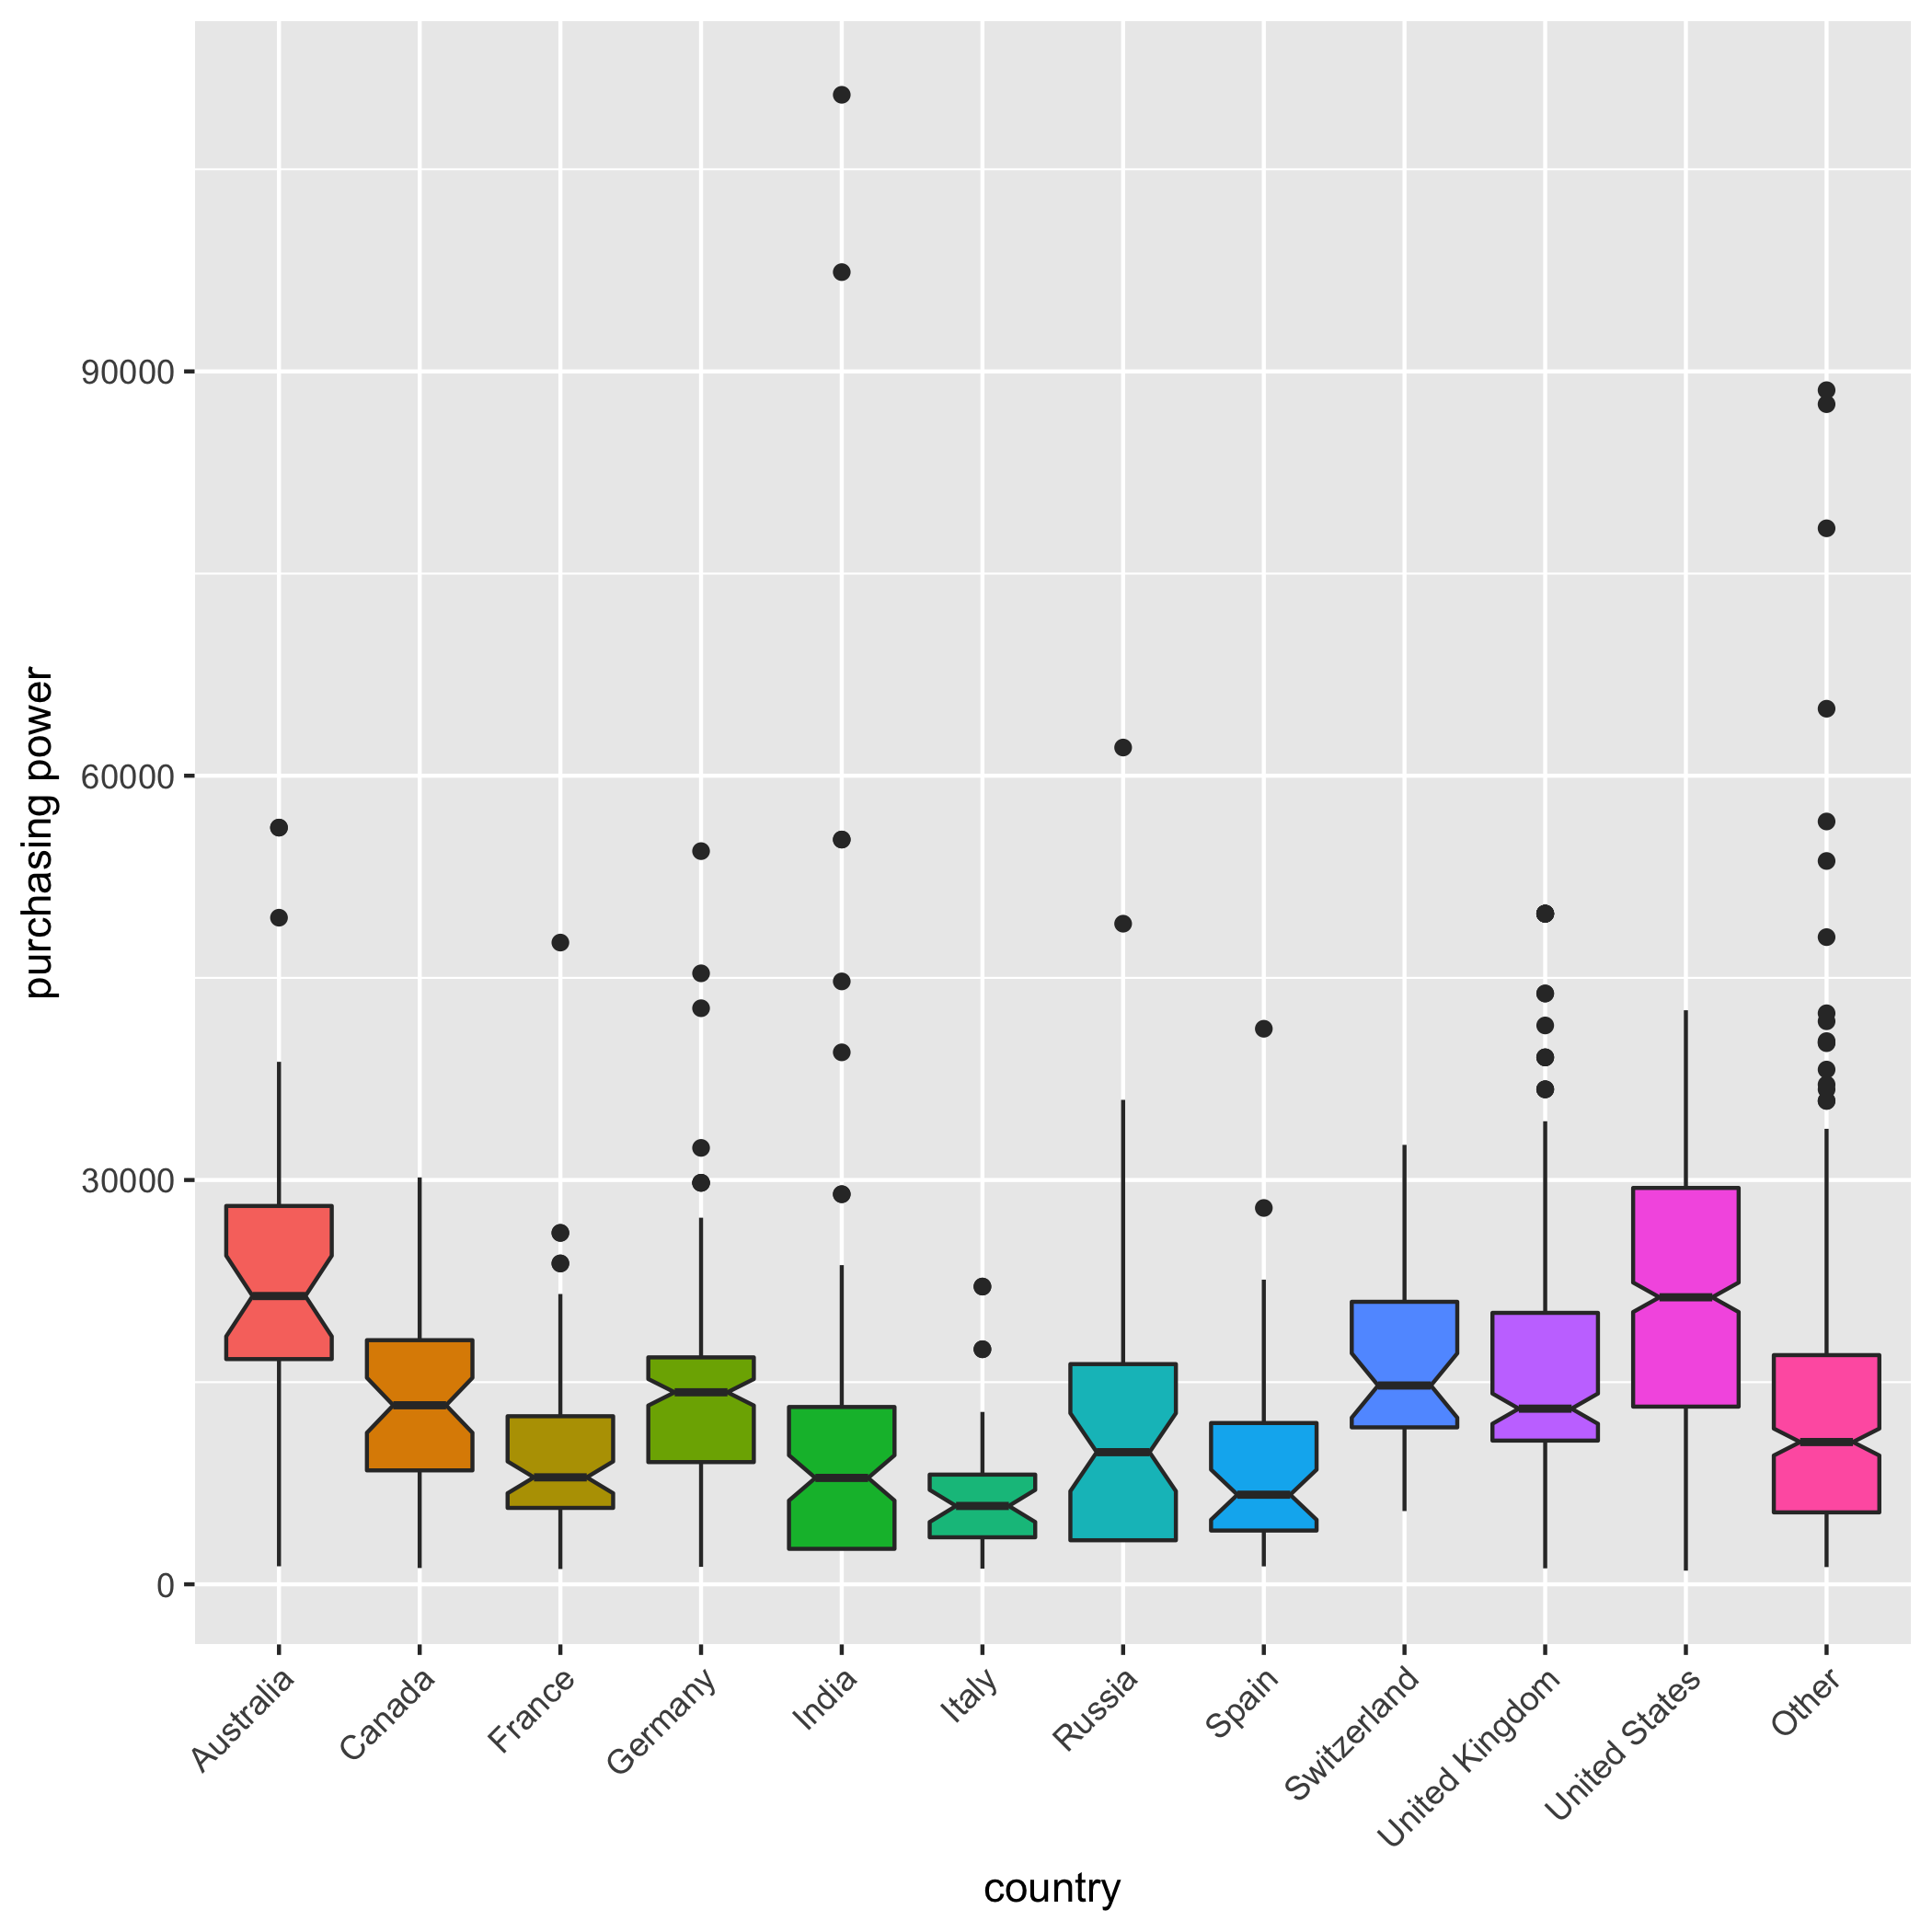 purchasing power
90000
60000
30000
0
Australia
Canada
France
Germany
India
Italy
Russia
Spain
Switzerland
United Kingdom
United States
Other
country